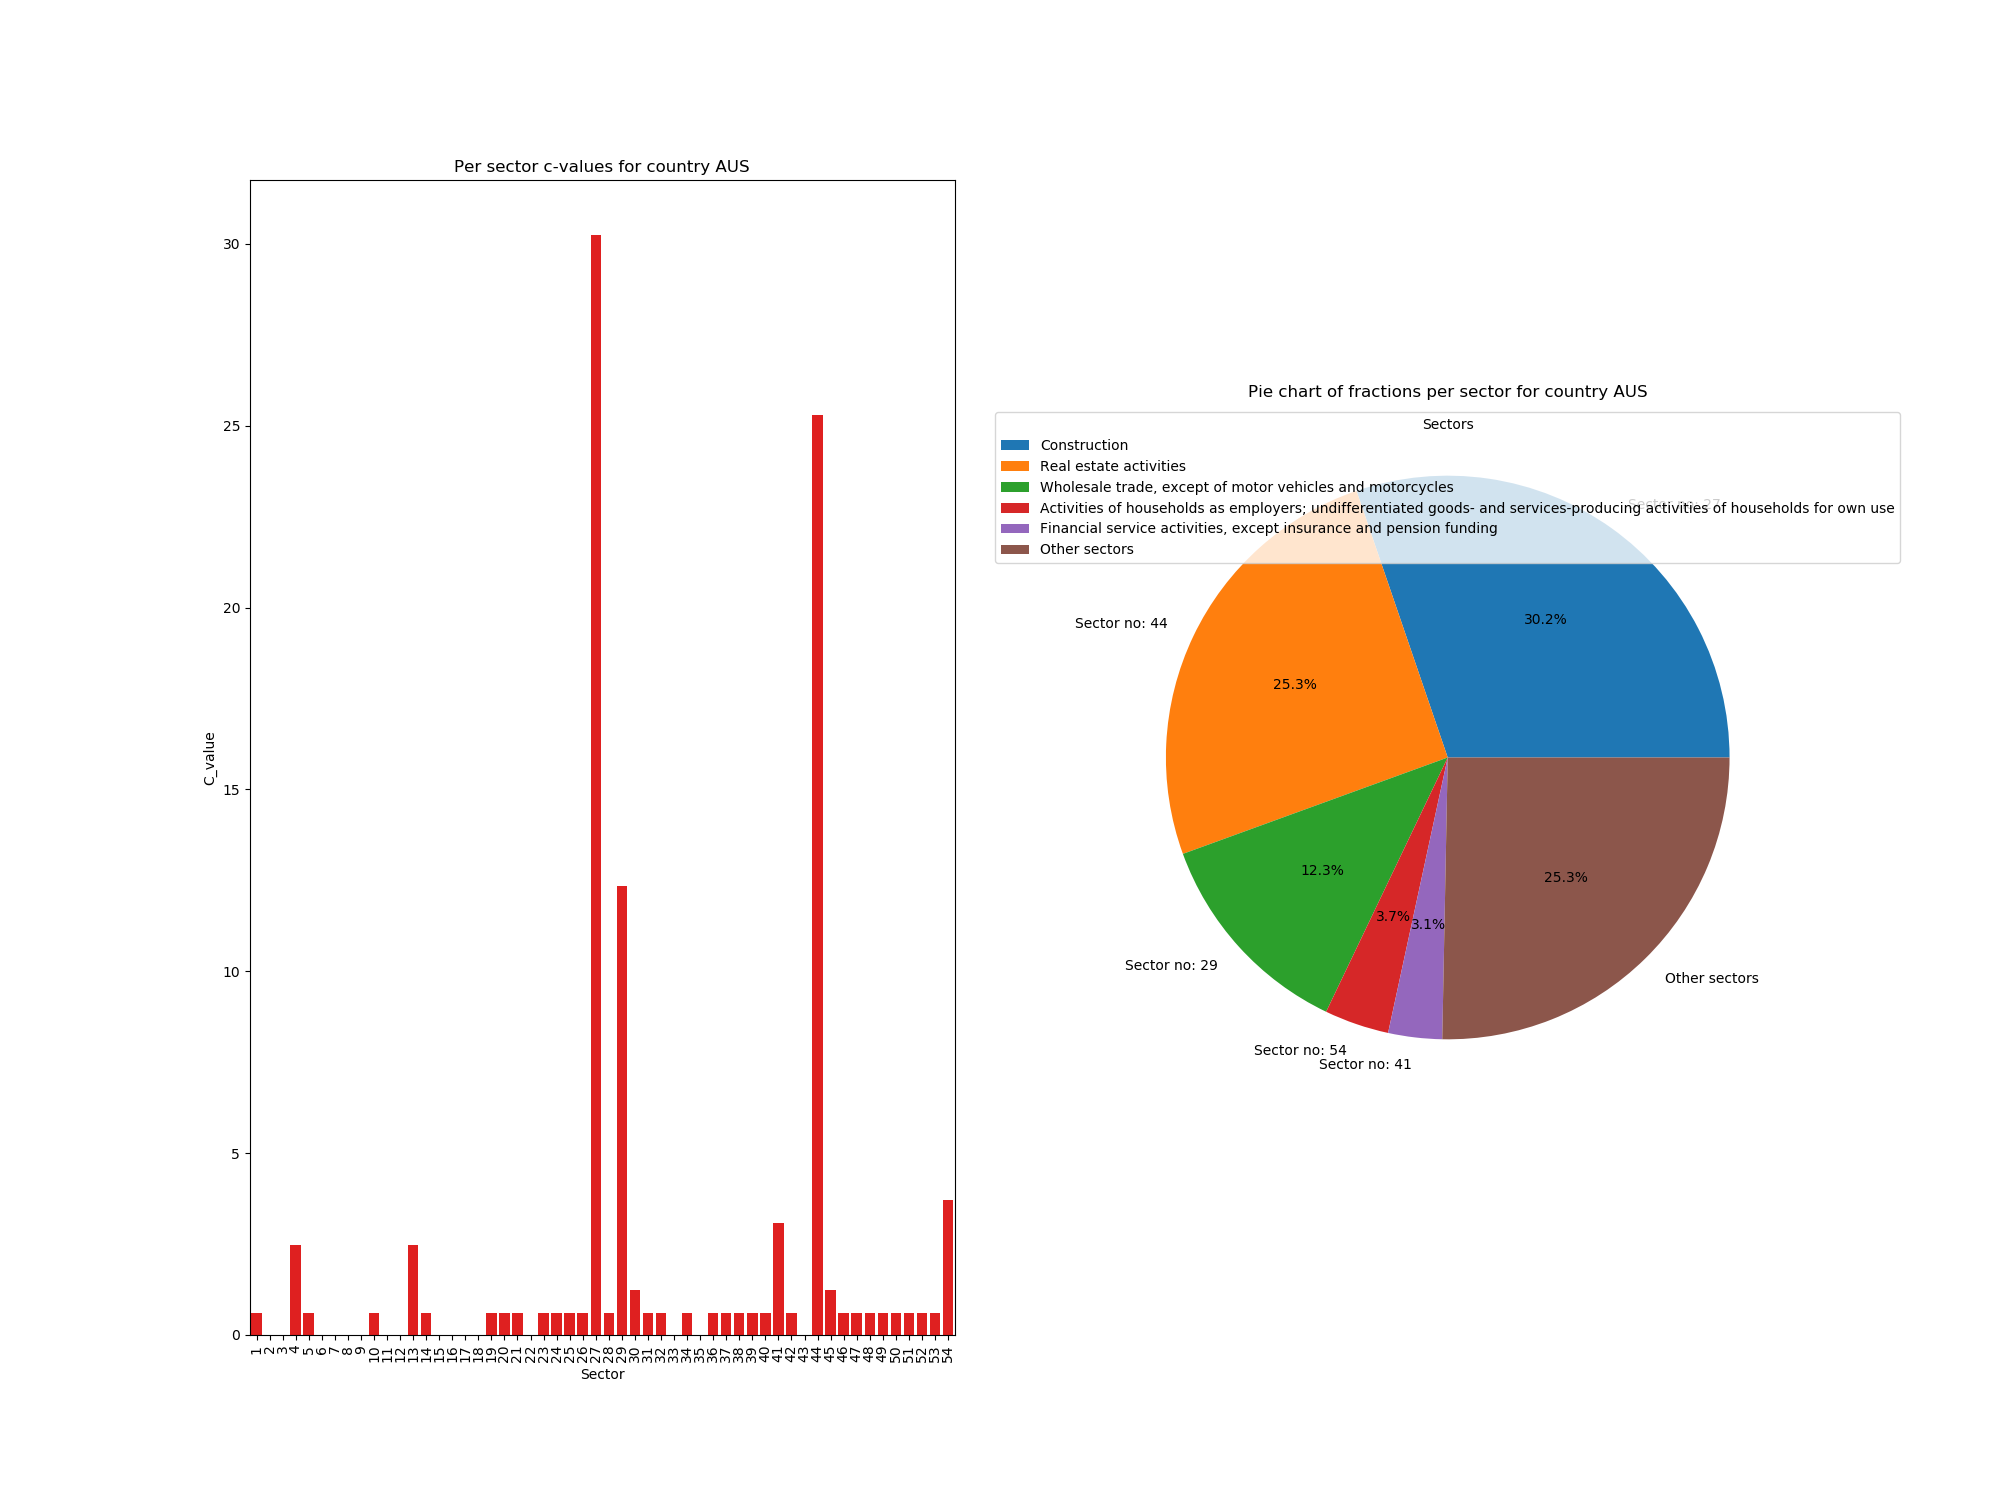 Per sector c-values for country AUS
30
25
20
15
10
5
0
C_value
1 2 3 4 5 6 7 8 9 10 11 12 13 14 15 16 17 18 19 20 21 22 23 24 25 26 27 28 29 30 31 32 33 34 35 36 37 38 39 40 41 42 43 44 45 46 47 48 49 50 51 52 53 54
Sector
Pie chart of fractions per sector for country AUS
Sectors
Construction
Real estate activities
Wholesale trade, except of motor vehicles and motorcycles
Activities of households as employers; undifferentiated goods- and services-producing activities of households for own use
Financial service activities, except insurance and pension funding
Other sectors
Sector no: 27
30.2%
Sector no: 44
25.3%
Sector no: 29
12.3%
Sector no: 54
3.7%
Sector no: 41
3.1%
Other sectors
25.3%